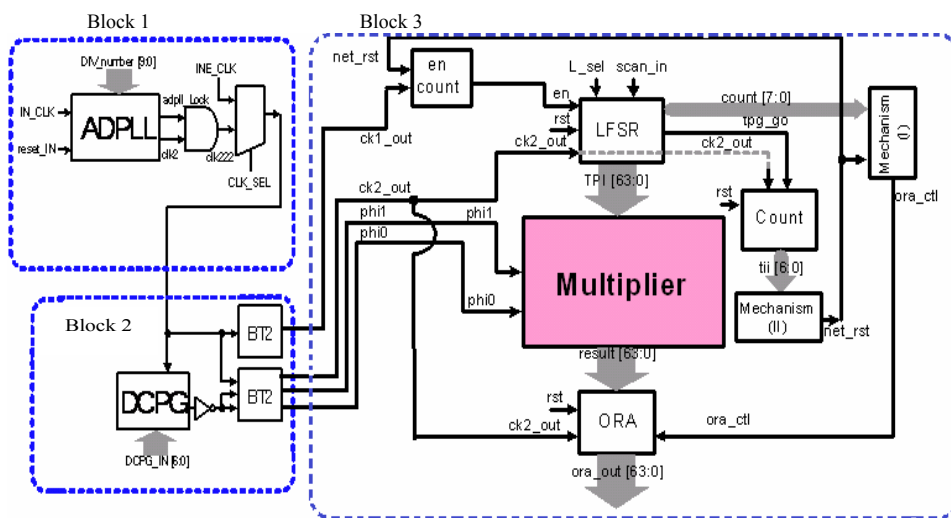 Block 1
DIV_number [9:0]
INE_CLK
IN_CLK
ADPLL
adpll_Lock
reset_IN
clk2
clk222
CLK_SEL
Block 2
BT2
DCPG
BT2
DCPG_IN [6:0]
Block 3
net_rst
en
count
ck1_out
L_sel
scan_in
en
rst
LFSR
ck2_out
count [7:0]
tpg_go
ck2_out
Mechanism
(I)
TPI [63:0]
rst
Count
ora_ctl
ck2_out
phi1
phi1
phi0
phi0
Multiplier
tii [6:0]
Mechanism
(II)
net_rst
result [63:0]
rst
ORA
ck2_out
ora_ctl
ora_out [63:0]